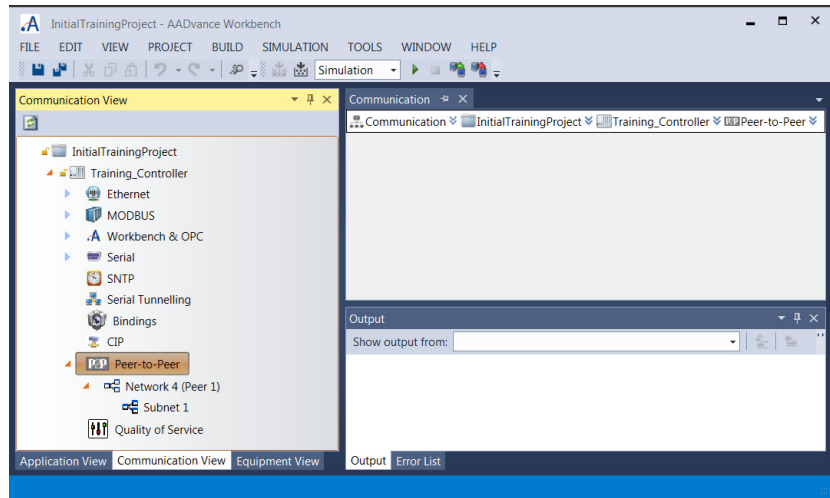 InitialTrainingProject - AADvance Workbench
FILE EDIT VIEW PROJECT BUILD SIMULATION TOOLS WINDOW HELP
Simulation
Communication View
InitialTrainingProject
Training_Controller
Ethernet
MODBUS
Workbench & OPC
Serial
SNTP
Serial Tunnelling
Bindings
CIP
P2P Peer-to-Peer
Network 4 (Peer 1)
Subnet 1
Quality of Service
Application View Communication View Equipment View
Communication
Communication InitialTrainingProject Training_Controller P2P Peer-to-Peer
Output
Show output from:
Output Error List